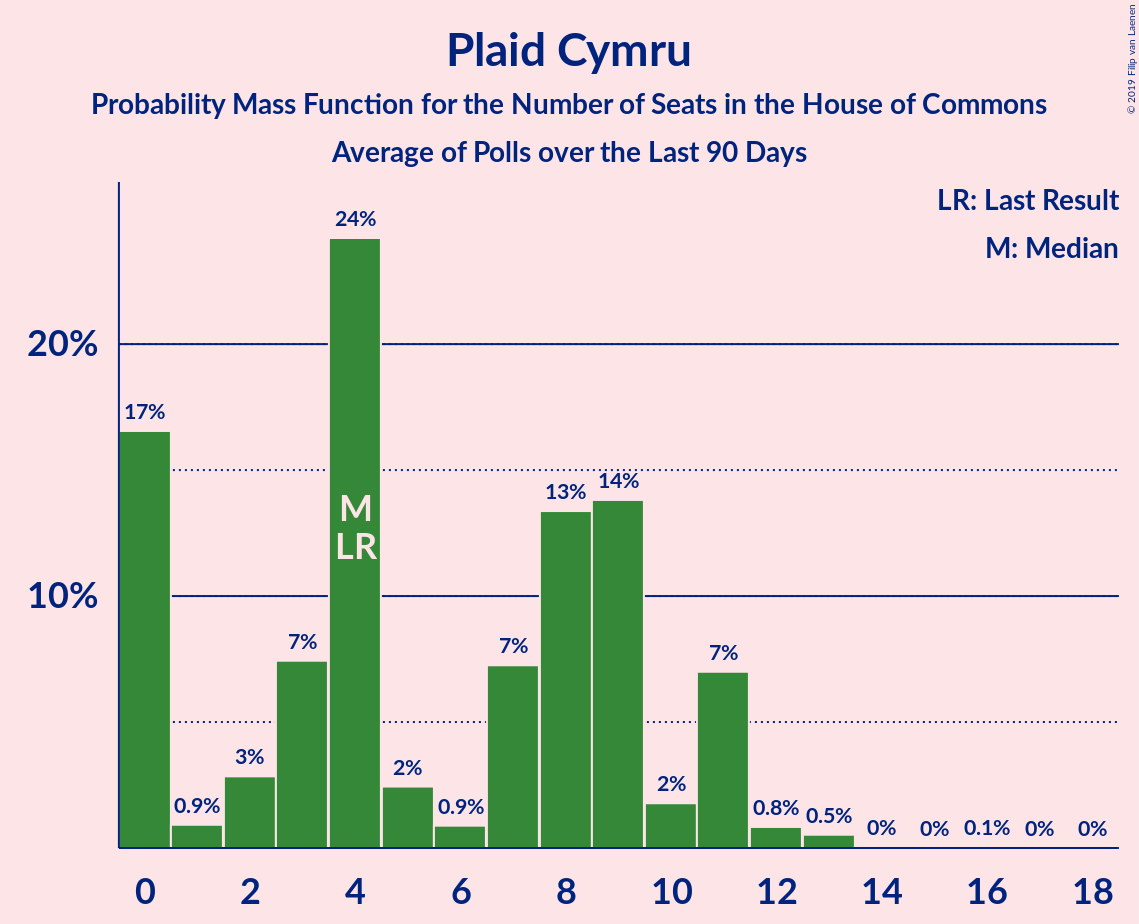 Plaid Cymru
Probability Mass Function for the Number of Seats in the House of Commons
Average of Polls over the Last 90 Days
© 2019 Filip van Laenen
LR: Last Result
M: Median
20%
10%
17%
0.9%
3%
7%
24%
M
LR
2%
0.9%
7%
13%
14%
2%
7%
0.8%
0.5%
0%
0%
0.1%
0%
0%
0 2 4 6 8 10 12 14 16 18